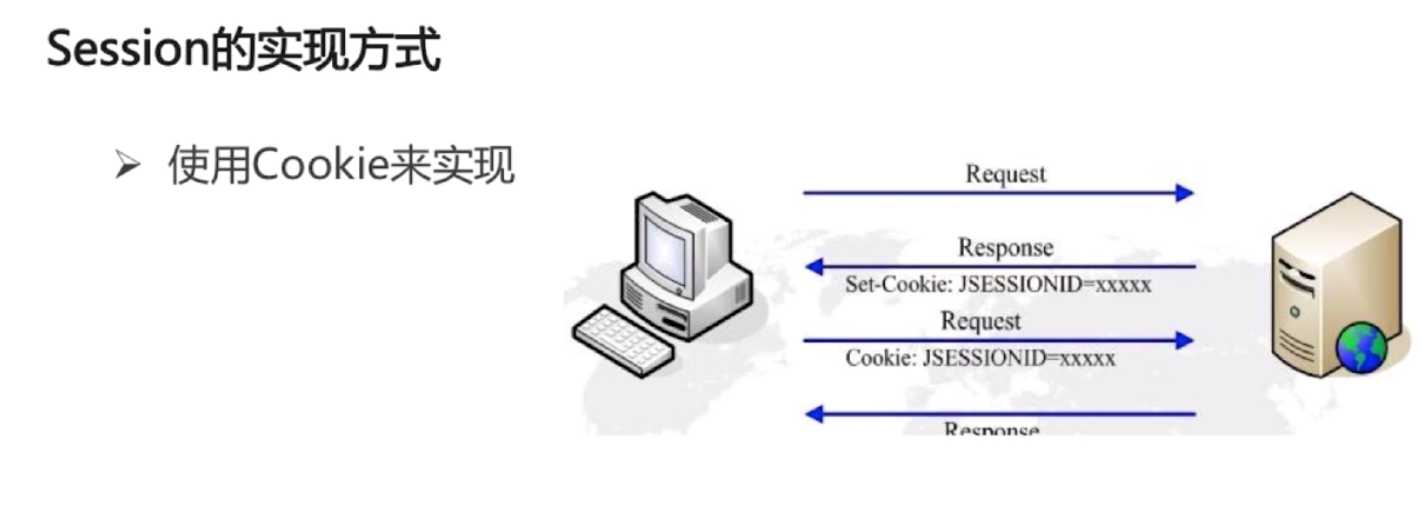 Session的实现方式
➢ 使用Cookie来实现
Request
Response
Set-Cookie: JSESSIONID=xxxxx
Request
Cookie: JSESSIONID=xxxxx
Response